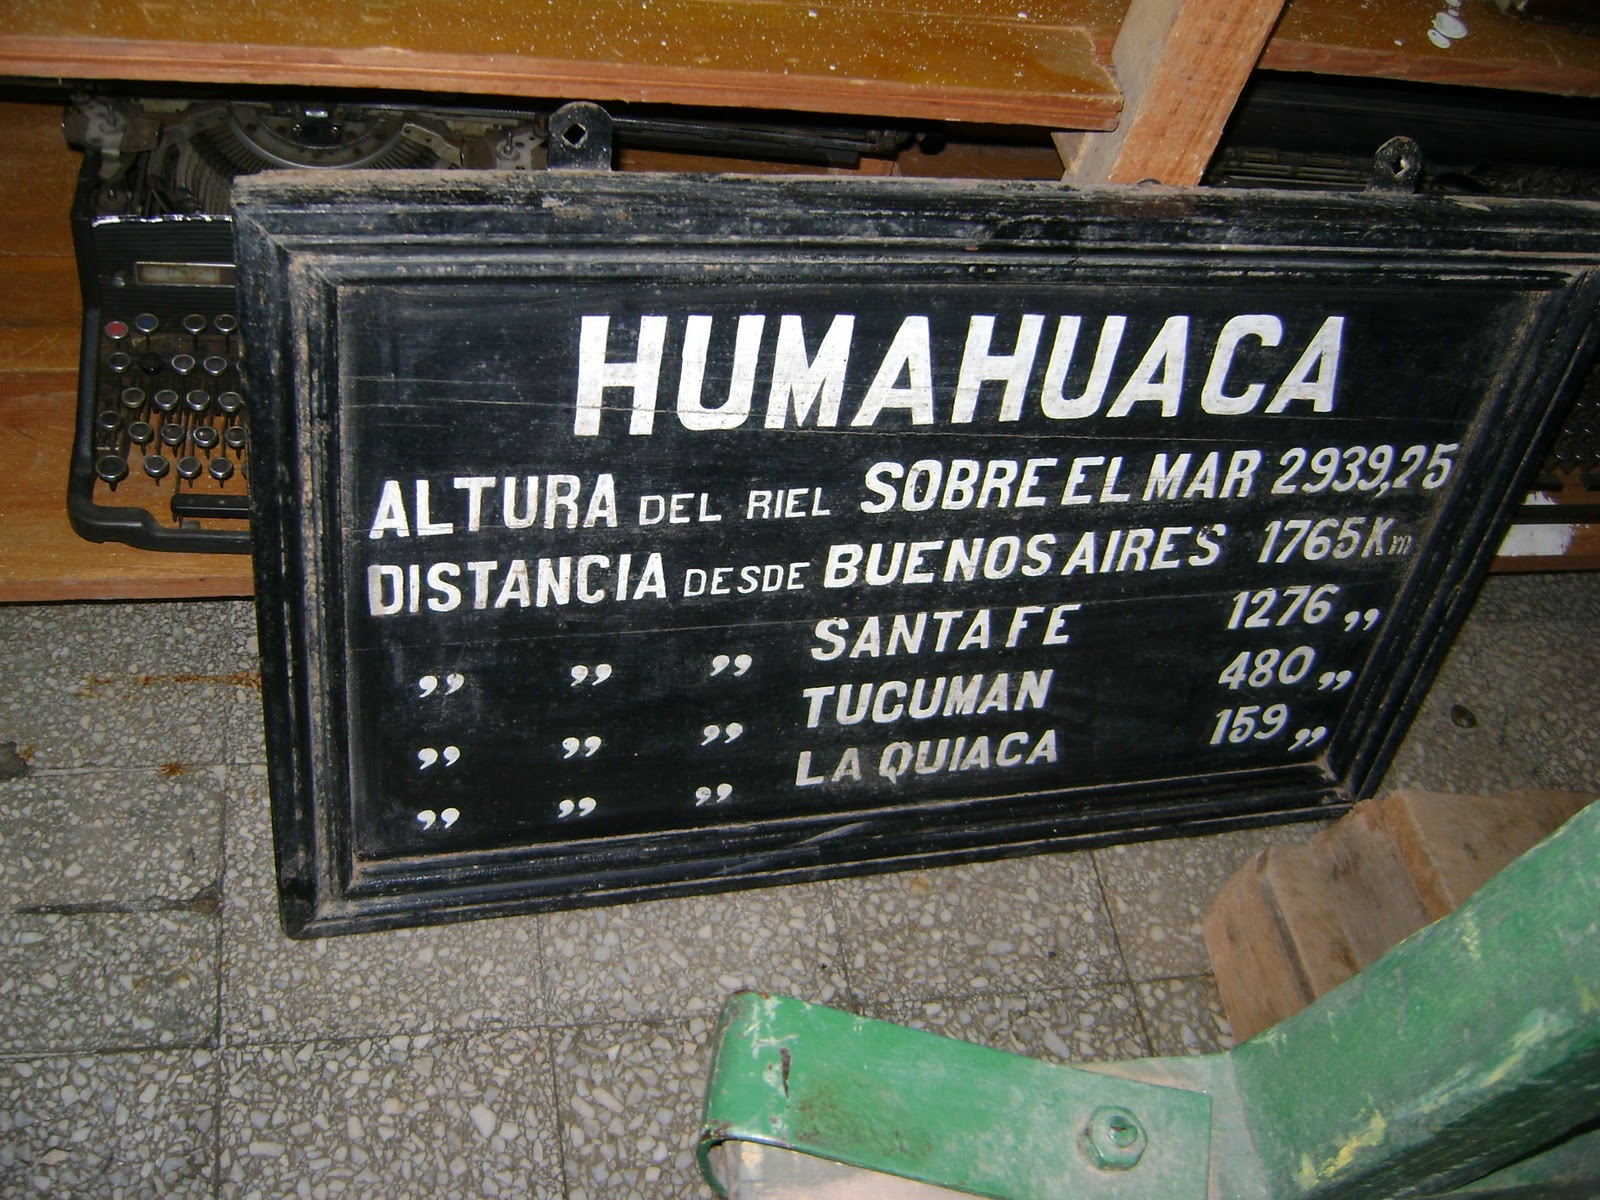 HUMAHUACA
ALTURA DEL RIEL SOBRE EL MAR 2939,25
DISTANCIA DESDE BUENOS AIRES 1765 Km
„ „ „ SANTA FE 1276 „
„ „ „ TUCUMAN 480 „
„ „ „ LA QUIACA 159 „